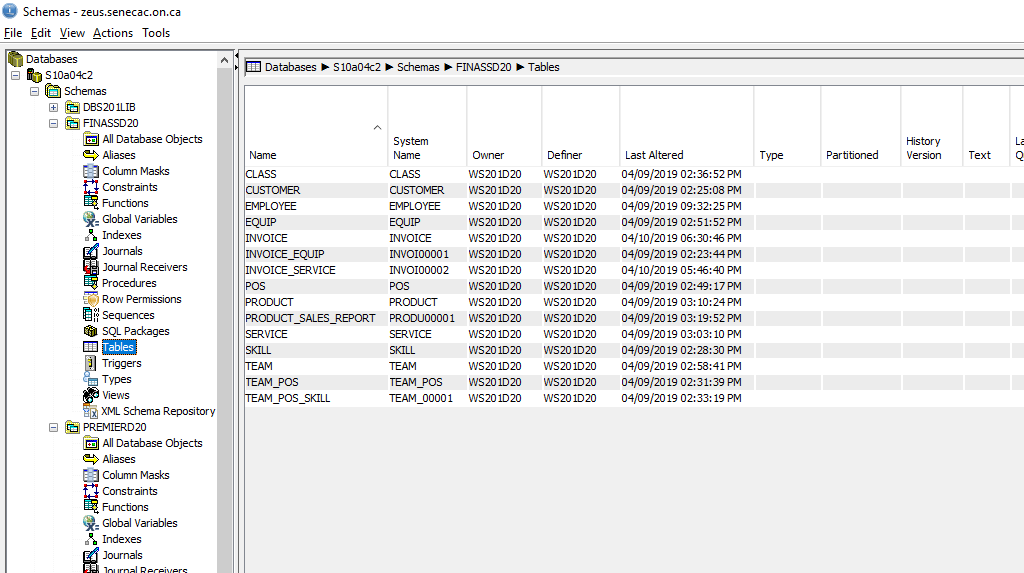 Schemas - zeus.senecac.on.ca
File Edit View Actions Tools
Databases
S10a04c2
Schemas
DBS201LIB
FINASSD20
All Database Objects
Aliases
Column Masks
Constraints
Functions
Global Variables
Indexes
Journals
Journal Receivers
Procedures
Row Permissions
Sequences
SQL Packages
Tables
Triggers
Types
Views
XML Schema Repository
PREMIERD20
All Database Objects
Aliases
Column Masks
Constraints
Functions
Global Variables
Indexes
Journals
Journal Receivers
Databases ▶ S10a04c2 ▶ Schemas ▶ FINASSD20 ▶ Tables
Name System Name Owner Definer Last Altered Type Partitioned History Version Text La Q
CLASS CLASS WS201D20 WS201D20 04/09/2019 02:36:52 PM
CUSTOMER CUSTOMER WS201D20 WS201D20 04/09/2019 02:25:08 PM
EMPLOYEE EMPLOYEE WS201D20 WS201D20 04/09/2019 09:32:25 PM
EQUIP EQUIP WS201D20 WS201D20 04/09/2019 02:51:52 PM
INVOICE INVOICE WS201D20 WS201D20 04/10/2019 06:30:46 PM
INVOICE_EQUIP INVOI00001 WS201D20 WS201D20 04/09/2019 02:23:44 PM
INVOICE_SERVICE INVOI00002 WS201D20 WS201D20 04/10/2019 05:46:40 PM
POS POS WS201D20 WS201D20 04/09/2019 02:49:17 PM
PRODUCT PRODUCT WS201D20 WS201D20 04/09/2019 03:10:24 PM
PRODUCT_SALES_REPORT PRODU00001 WS201D20 WS201D20 04/09/2019 03:19:52 PM
SERVICE SERVICE WS201D20 WS201D20 04/09/2019 03:03:10 PM
SKILL SKILL WS201D20 WS201D20 04/09/2019 02:28:30 PM
TEAM TEAM WS201D20 WS201D20 04/09/2019 02:58:41 PM
TEAM_POS TEAM_POS WS201D20 WS201D20 04/09/2019 02:31:39 PM
TEAM_POS_SKILL TEAM_00001 WS201D20 WS201D20 04/09/2019 02:33:19 PM